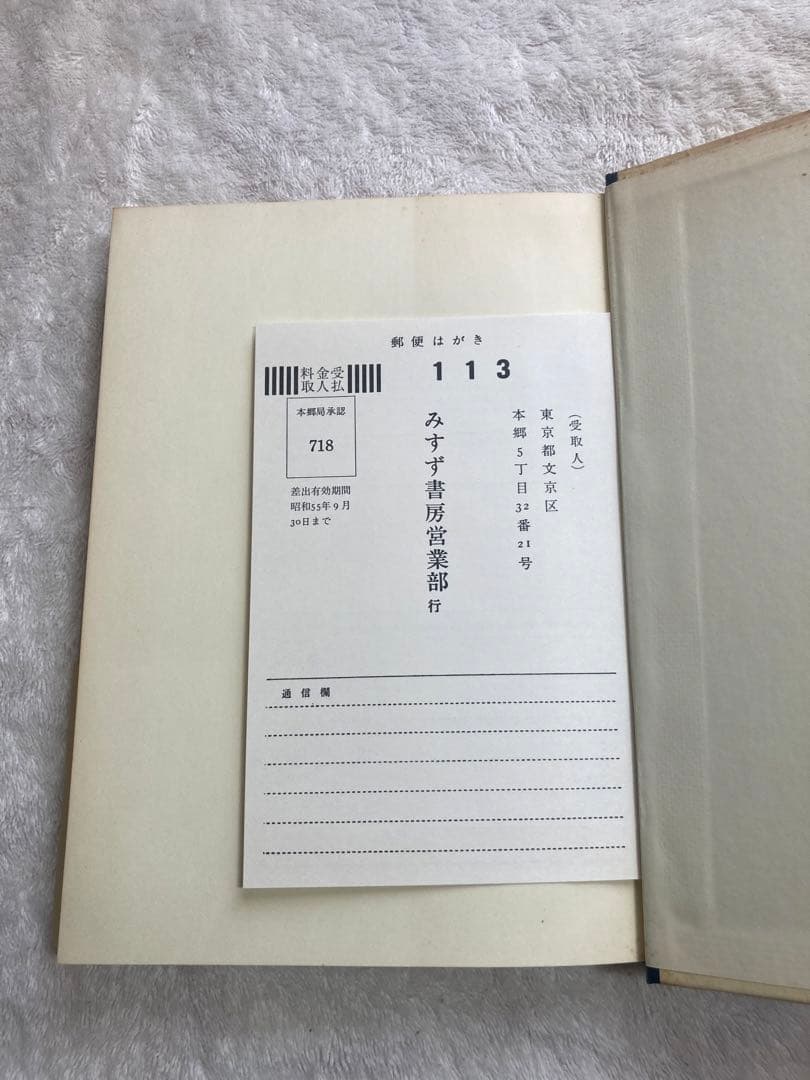 郵便はがき
113
(受取人)
東京都文京区
本郷5丁目32番21号
みすず書房営業部 行
料金受
取人払
本郷局承認
718
差出有効期間
昭和55年9月
30日まで
通信欄